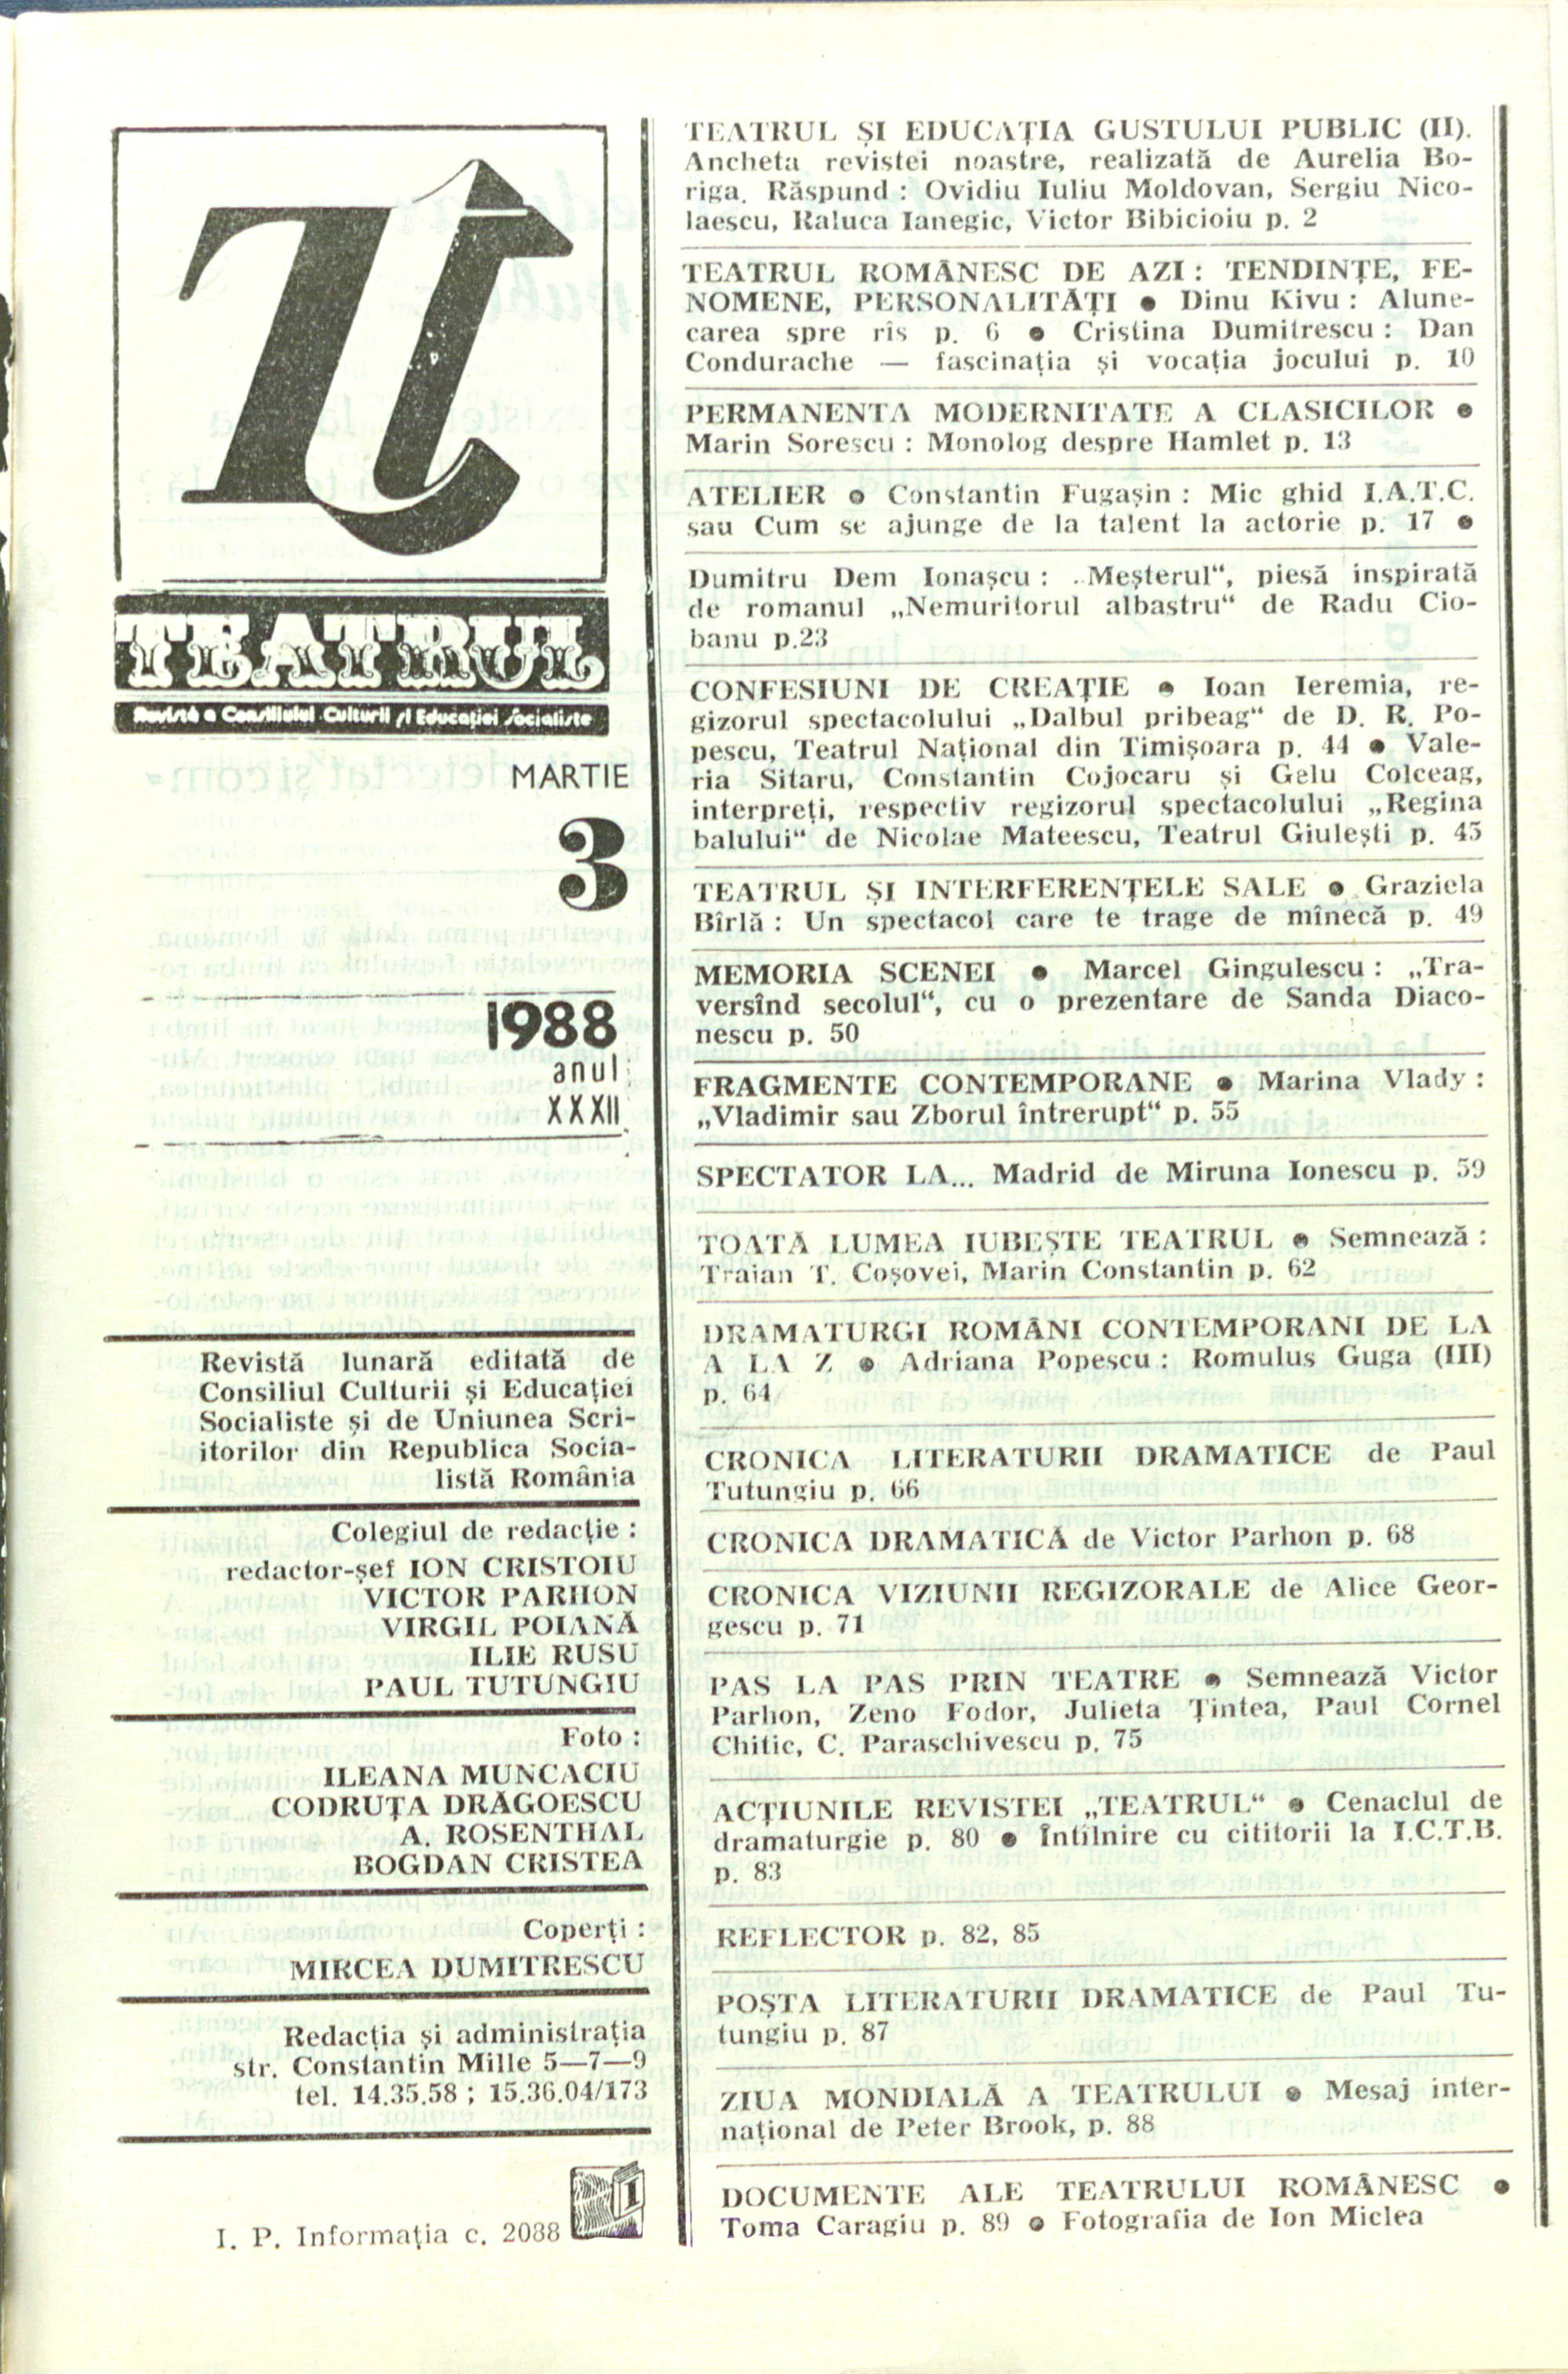 TEATRUL
Revistă a Consiliului Culturii și Educației Socialiste
MARTIE
3
1988
anul
XXXII
Revistă lunară editată de
Consiliul Culturii și Educației
Socialiste și de Uniunea Scri-
itorilor din Republica Socia-
listă România
Colegiul de redacție :
redactor-șef ION CRISTOIU
VICTOR PARHON
VIRGIL POIANĂ
ILIE RUSU
PAUL TUTUNGIU
Foto :
ILEANA MUNCACIU
CODRUȚA DRĂGOESCU
A. ROSENTHAL
BOGDAN CRISTEA
Coperți :
MIRCEA DUMITRESCU
Redacția și administrația
str. Constantin Mille 5—7—9
tel. 14.35.58 ; 15.36.04/173
I. P. Informația c. 2088
TEATRUL ȘI EDUCAȚIA GUSTULUI PUBLIC (II).
Ancheta revistei noastre, realizată de Aurelia Bo-
riga. Răspund : Ovidiu Iuliu Moldovan, Sergiu Nico-
laescu, Raluca Ianegic, Victor Bibicioiu p. 2
TEATRUL ROMÂNESC DE AZI : TENDINȚE, FE-
NOMENE, PERSONALITĂȚI ● Dinu Kivu : Alune-
carea spre rîs p. 6 ● Cristina Dumitrescu : Dan
Condurache — fascinația și vocația jocului p. 10
PERMANENTA MODERNITATE A CLASICILOR ●
Marin Sorescu : Monolog despre Hamlet p. 13
ATELIER ● Constantin Fugașin : Mic ghid I.A.T.C.
sau Cum se ajunge de la talent la actorie p. 17 ●
Dumitru Dem Ionașcu : „Meșterul“, piesă inspirată
de romanul „Nemuritorul albastru“ de Radu Cio-
banu p.23
CONFESIUNI DE CREAȚIE ● Ioan Ieremia, re-
gizorul spectacolului „Dalbul pribeag“ de D. R. Po-
pescu, Teatrul Național din Timișoara p. 44 ● Vale-
ria Sitaru, Constantin Cojocaru și Gelu Colceag,
interpreți, respectiv regizorul spectacolului „Regina
balului“ de Nicolae Mateescu, Teatrul Giulești p. 45
TEATRUL ȘI INTERFERENȚELE SALE ● Graziela
Bîrlă : Un spectacol care te trage de mînecă p. 49
MEMORIA SCENEI ● Marcel Gingulescu : „Tra-
versînd secolul“, cu o prezentare de Sanda Diaco-
nescu p. 50
FRAGMENTE CONTEMPORANE ● Marina Vlady :
„Vladimir sau Zborul întrerupt“ p. 55
SPECTATOR LA... Madrid de Miruna Ionescu p. 59
TOATĂ LUMEA IUBEȘTE TEATRUL ● Semnează :
Traian T. Coșovei, Marin Constantin p. 62
DRAMATURGI ROMÂNI CONTEMPORANI DE LA
A LA Z ● Adriana Popescu : Romulus Guga (III)
p. 64
CRONICA LITERATURII DRAMATICE de Paul
Tutungiu p. 66
CRONICA DRAMATICĂ de Victor Parhon p. 68
CRONICA VIZIUNII REGIZORALE de Alice Geor-
gescu p. 71
PAS LA PAS PRIN TEATRE ● Semnează Victor
Parhon, Zeno Fodor, Julieta Țintea, Paul Cornel
Chitic, C. Paraschivescu p. 75
ACȚIUNILE REVISTEI „TEATRUL“ ● Cenaclul de
dramaturgie p. 80 ● Întîlnire cu cititorii la I.C.T.B.
p. 83
REFLECTOR p. 82, 85
POȘTA LITERATURII DRAMATICE de Paul Tu-
tungiu p. 87
ZIUA MONDIALĂ A TEATRULUI ● Mesaj inter-
național de Peter Brook, p. 88
DOCUMENTE ALE TEATRULUI ROMÂNESC ●
Toma Caragiu p. 89 ● Fotografia de Ion Miclea